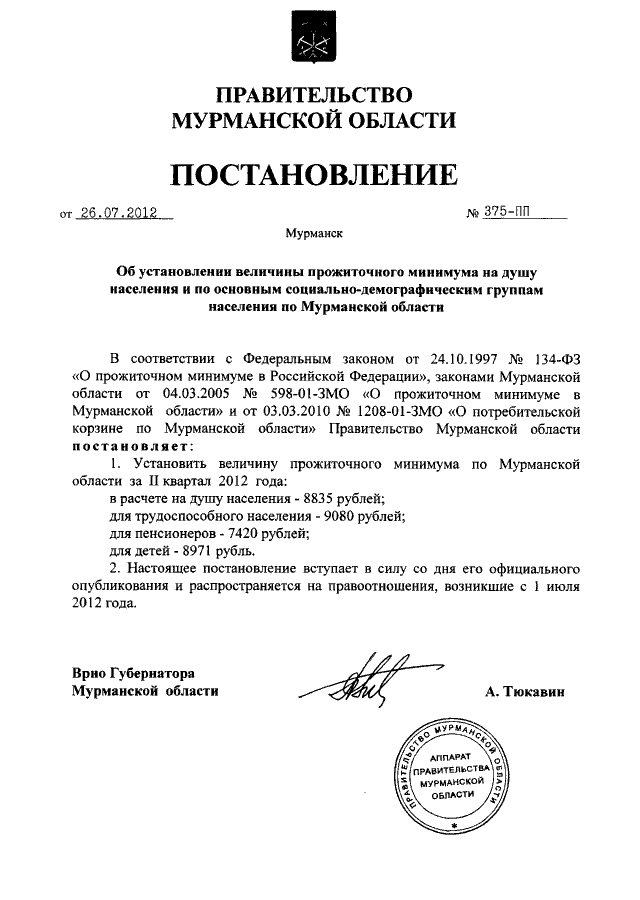 ПРАВИТЕЛЬСТВО
МУРМАНСКОЙ ОБЛАСТИ
ПОСТАНОВЛЕНИЕ
от 26.07.2012 № 375-ПП
Мурманск
Об установлении величины прожиточного минимума на душу
населения и по основным социально-демографическим группам
населения по Мурманской области
В соответствии с Федеральным законом от 24.10.1997 № 134-ФЗ
«О прожиточном минимуме в Российской Федерации», законами Мурманской
области от 04.03.2005 № 598-01-ЗМО «О прожиточном минимуме в
Мурманской области» и от 03.03.2010 № 1208-01-ЗМО «О потребительской
корзине по Мурманской области» Правительство Мурманской области
постановляет:
1. Установить величину прожиточного минимума по Мурманской
области за II квартал 2012 года:
в расчете на душу населения - 8835 рублей;
для трудоспособного населения - 9080 рублей;
для пенсионеров - 7420 рублей;
для детей - 8971 рубль.
2. Настоящее постановление вступает в силу со дня его официального
опубликования и распространяется на правоотношения, возникшие с 1 июля
2012 года.
Врио Губернатора
Мурманской области А. Тюкавин
ПРАВИТЕЛЬСТВО МУРМАНСКОЙ ОБЛАСТИ
АППАРАТ
ПРАВИТЕЛЬСТВА
МУРМАНСКОЙ
ОБЛАСТИ